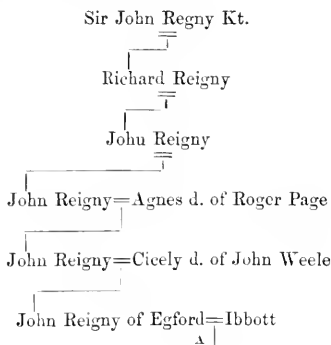 Sir John Regny Kt.
Richard Reigny
John Reigny
John Reigny=Agnes d. of Roger Page
John Reigny=Cicely d. of John Weele
John Reigny of Egford=Ibbott
A